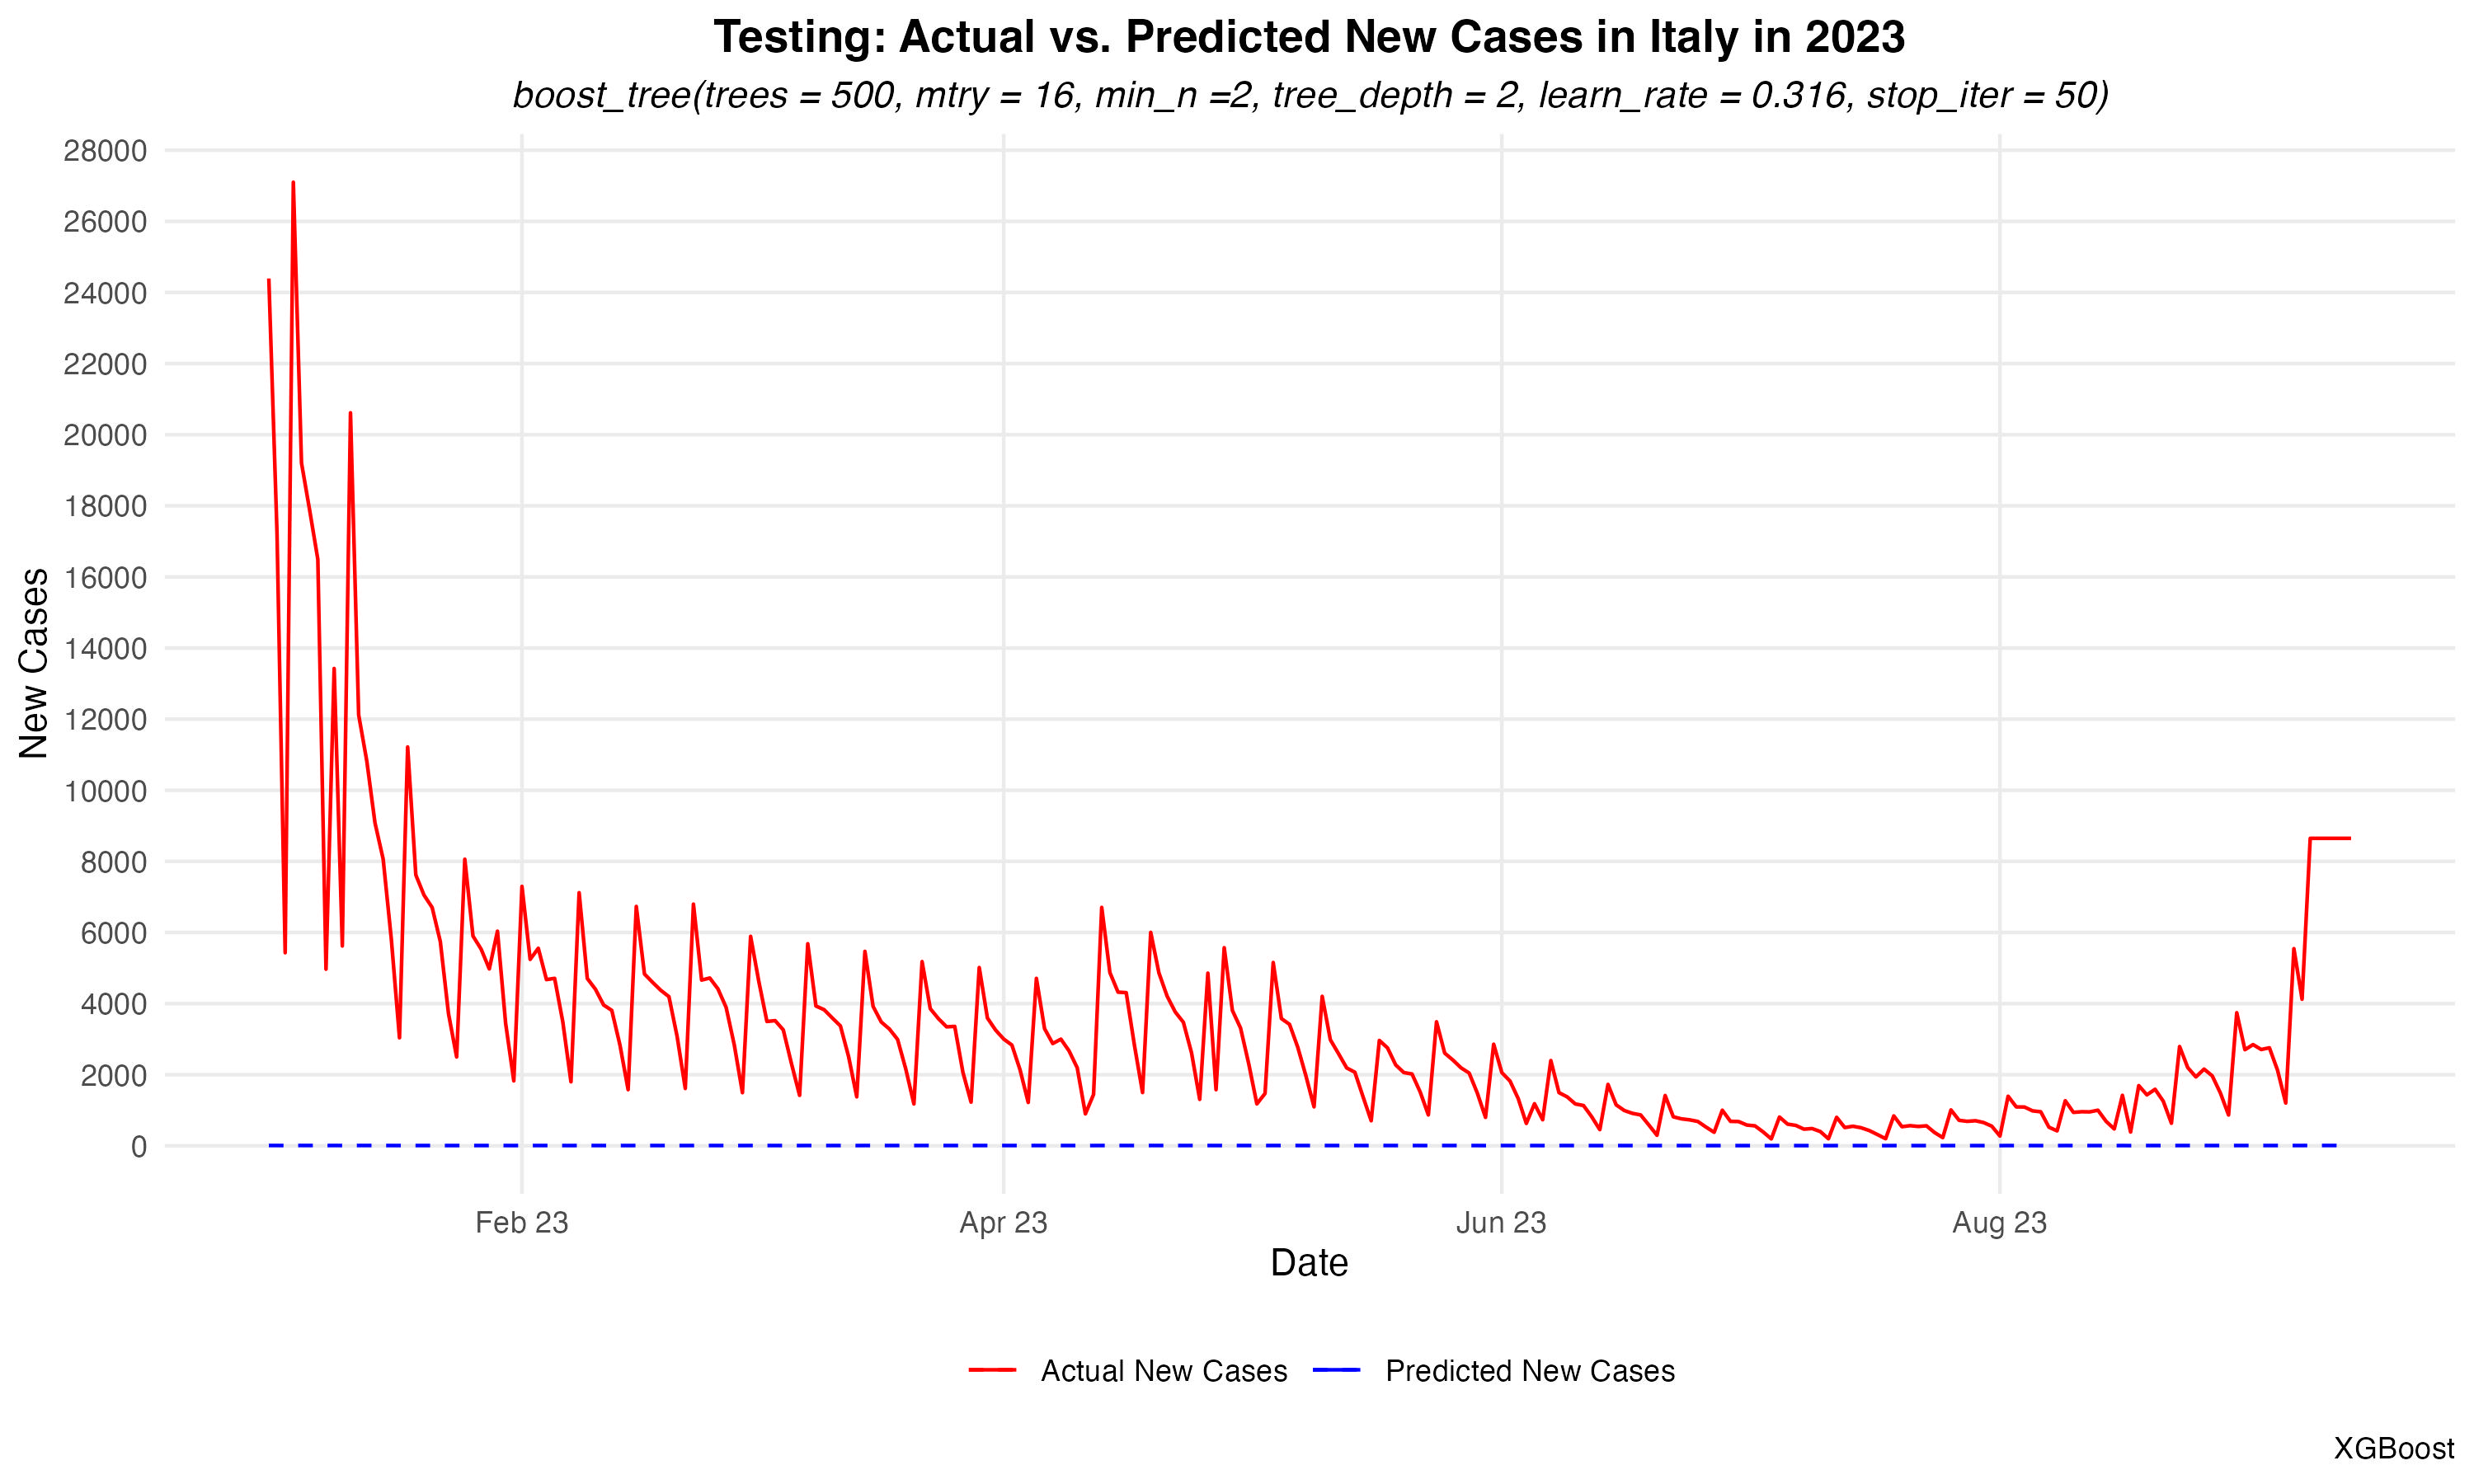 Testing: Actual vs. Predicted New Cases in Italy in 2023
boost_tree(trees = 500, mtry = 16, min_n =2, tree_depth = 2, learn_rate = 0.316, stop_iter = 50)
New Cases
28000
26000
24000
22000
20000
18000
16000
14000
12000
10000
8000
6000
4000
2000
0
Feb 23
Apr 23
Jun 23
Aug 23
Date
Actual New Cases
Predicted New Cases
XGBoost